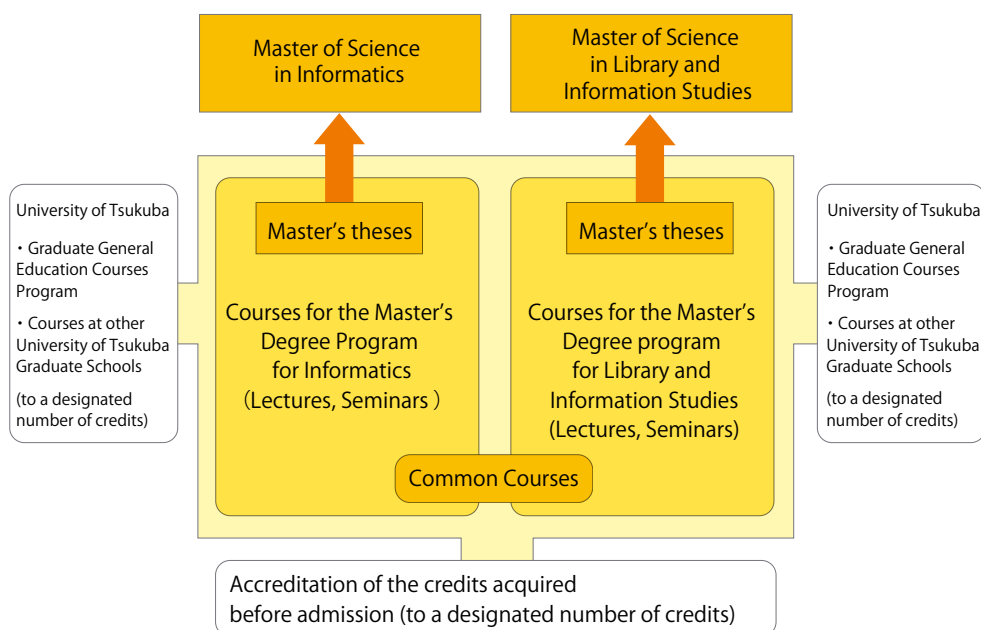 Master of Science
in Informatics
Master of Science
in Library and
Information Studies
University of Tsukuba
・Graduate General
Education Courses
Program
・Courses at other
University of Tsukuba
Graduate Schools
(to a designated
number of credits)
Master’s theses
Courses for the Master’s
Degree Program
for Informatics
（Lectures, Seminars ）
Master’s theses
Courses for the Master’s
Degree program
for Library and
Information Studies
(Lectures, Seminars)
Common Courses
University of Tsukuba
・Graduate General
Education Courses
Program
・Courses at other
University of Tsukuba
Graduate Schools
(to a designated
number of credits)
Accreditation of the credits acquired
before admission (to a designated number of credits)